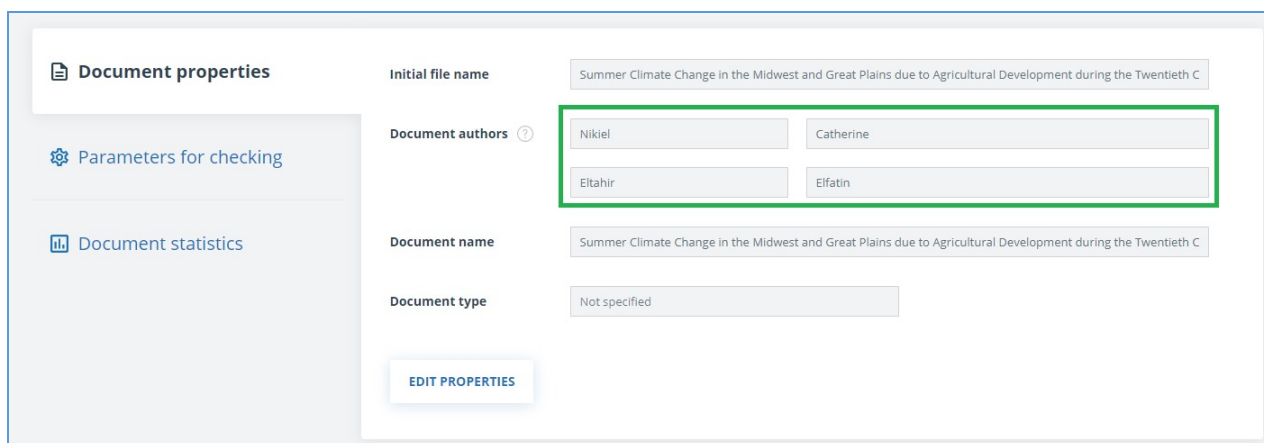 Document properties
Parameters for checking
Document statistics
Initial file name
Summer Climate Change in the Midwest and Great Plains due to Agricultural Development during the Twentieth C
Document authors ?
Nikiel Catherine
Eltahir Elfatin
Document name
Summer Climate Change in the Midwest and Great Plains due to Agricultural Development during the Twentieth C
Document type
Not specified
EDIT PROPERTIES